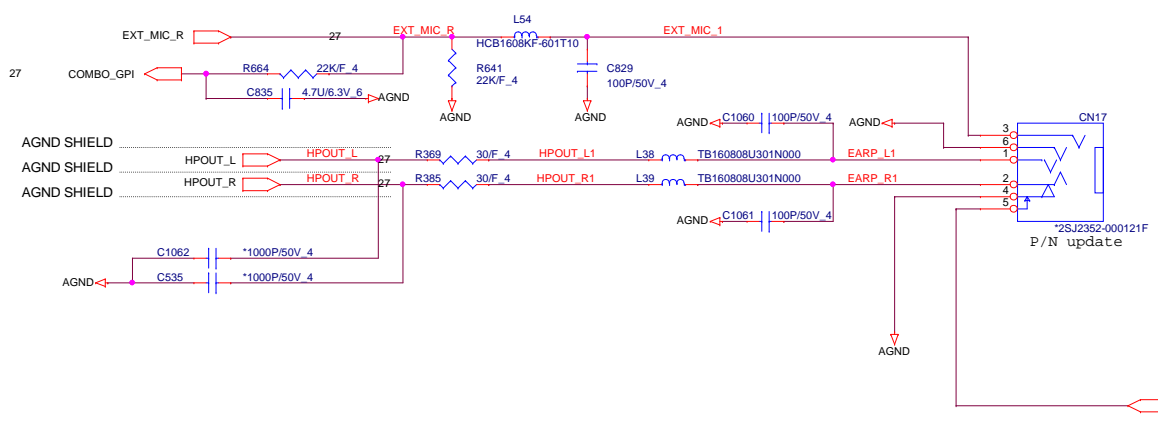 L54
EXT_MIC_R 27 EXT_MIC_R EXT_MIC_1
HCB1608KF-601T10
27 COMBO_GPI R664 22K/F_4 R641 C829
22K/F_4 100P/50V_4
C835 4.7U/6.3V_6 AGND
AGND AGND
AGND C1060 100P/50V_4 AGND CN17
3
AGND SHIELD
6
HPOUT_L HPOUT_L 27 R369 30/F_4 HPOUT_L1 L38 TB160808U301N000 EARP_L1 1
AGND SHIELD
HPOUT_R HPOUT_R 27 R385 30/F_4 HPOUT_R1 L39 TB160808U301N000 EARP_R1 2
AGND SHIELD
4
5
AGND C1061 100P/50V_4
*2SJ2352-000121F
P/N update
C1062 *1000P/50V_4
AGND C535 *1000P/50V_4
AGND